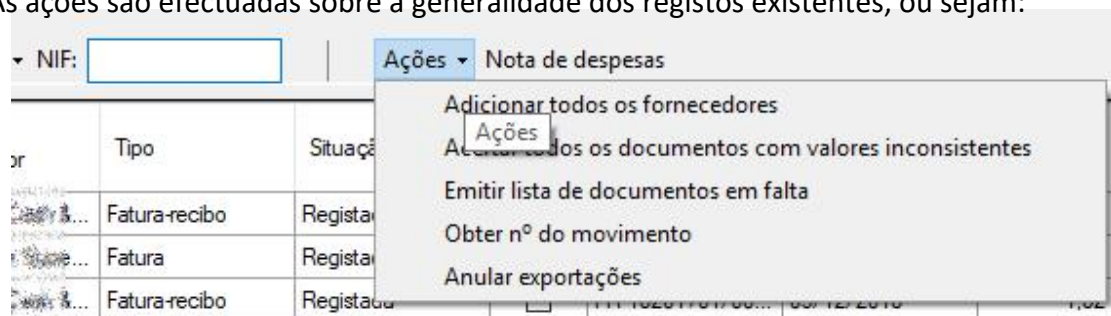 As ações são efectuadas sobre a generalidade dos registos existentes, ou sejam:
NIF:
Ações
Nota de despesas
Adicionar todos os fornecedores
Ações
todos os documentos com valores inconsistentes
Emitir lista de documentos em falta
Obter nº do movimento
Anular exportações
or Tipo
Fatura-recibo
Fatura
Fatura-recibo